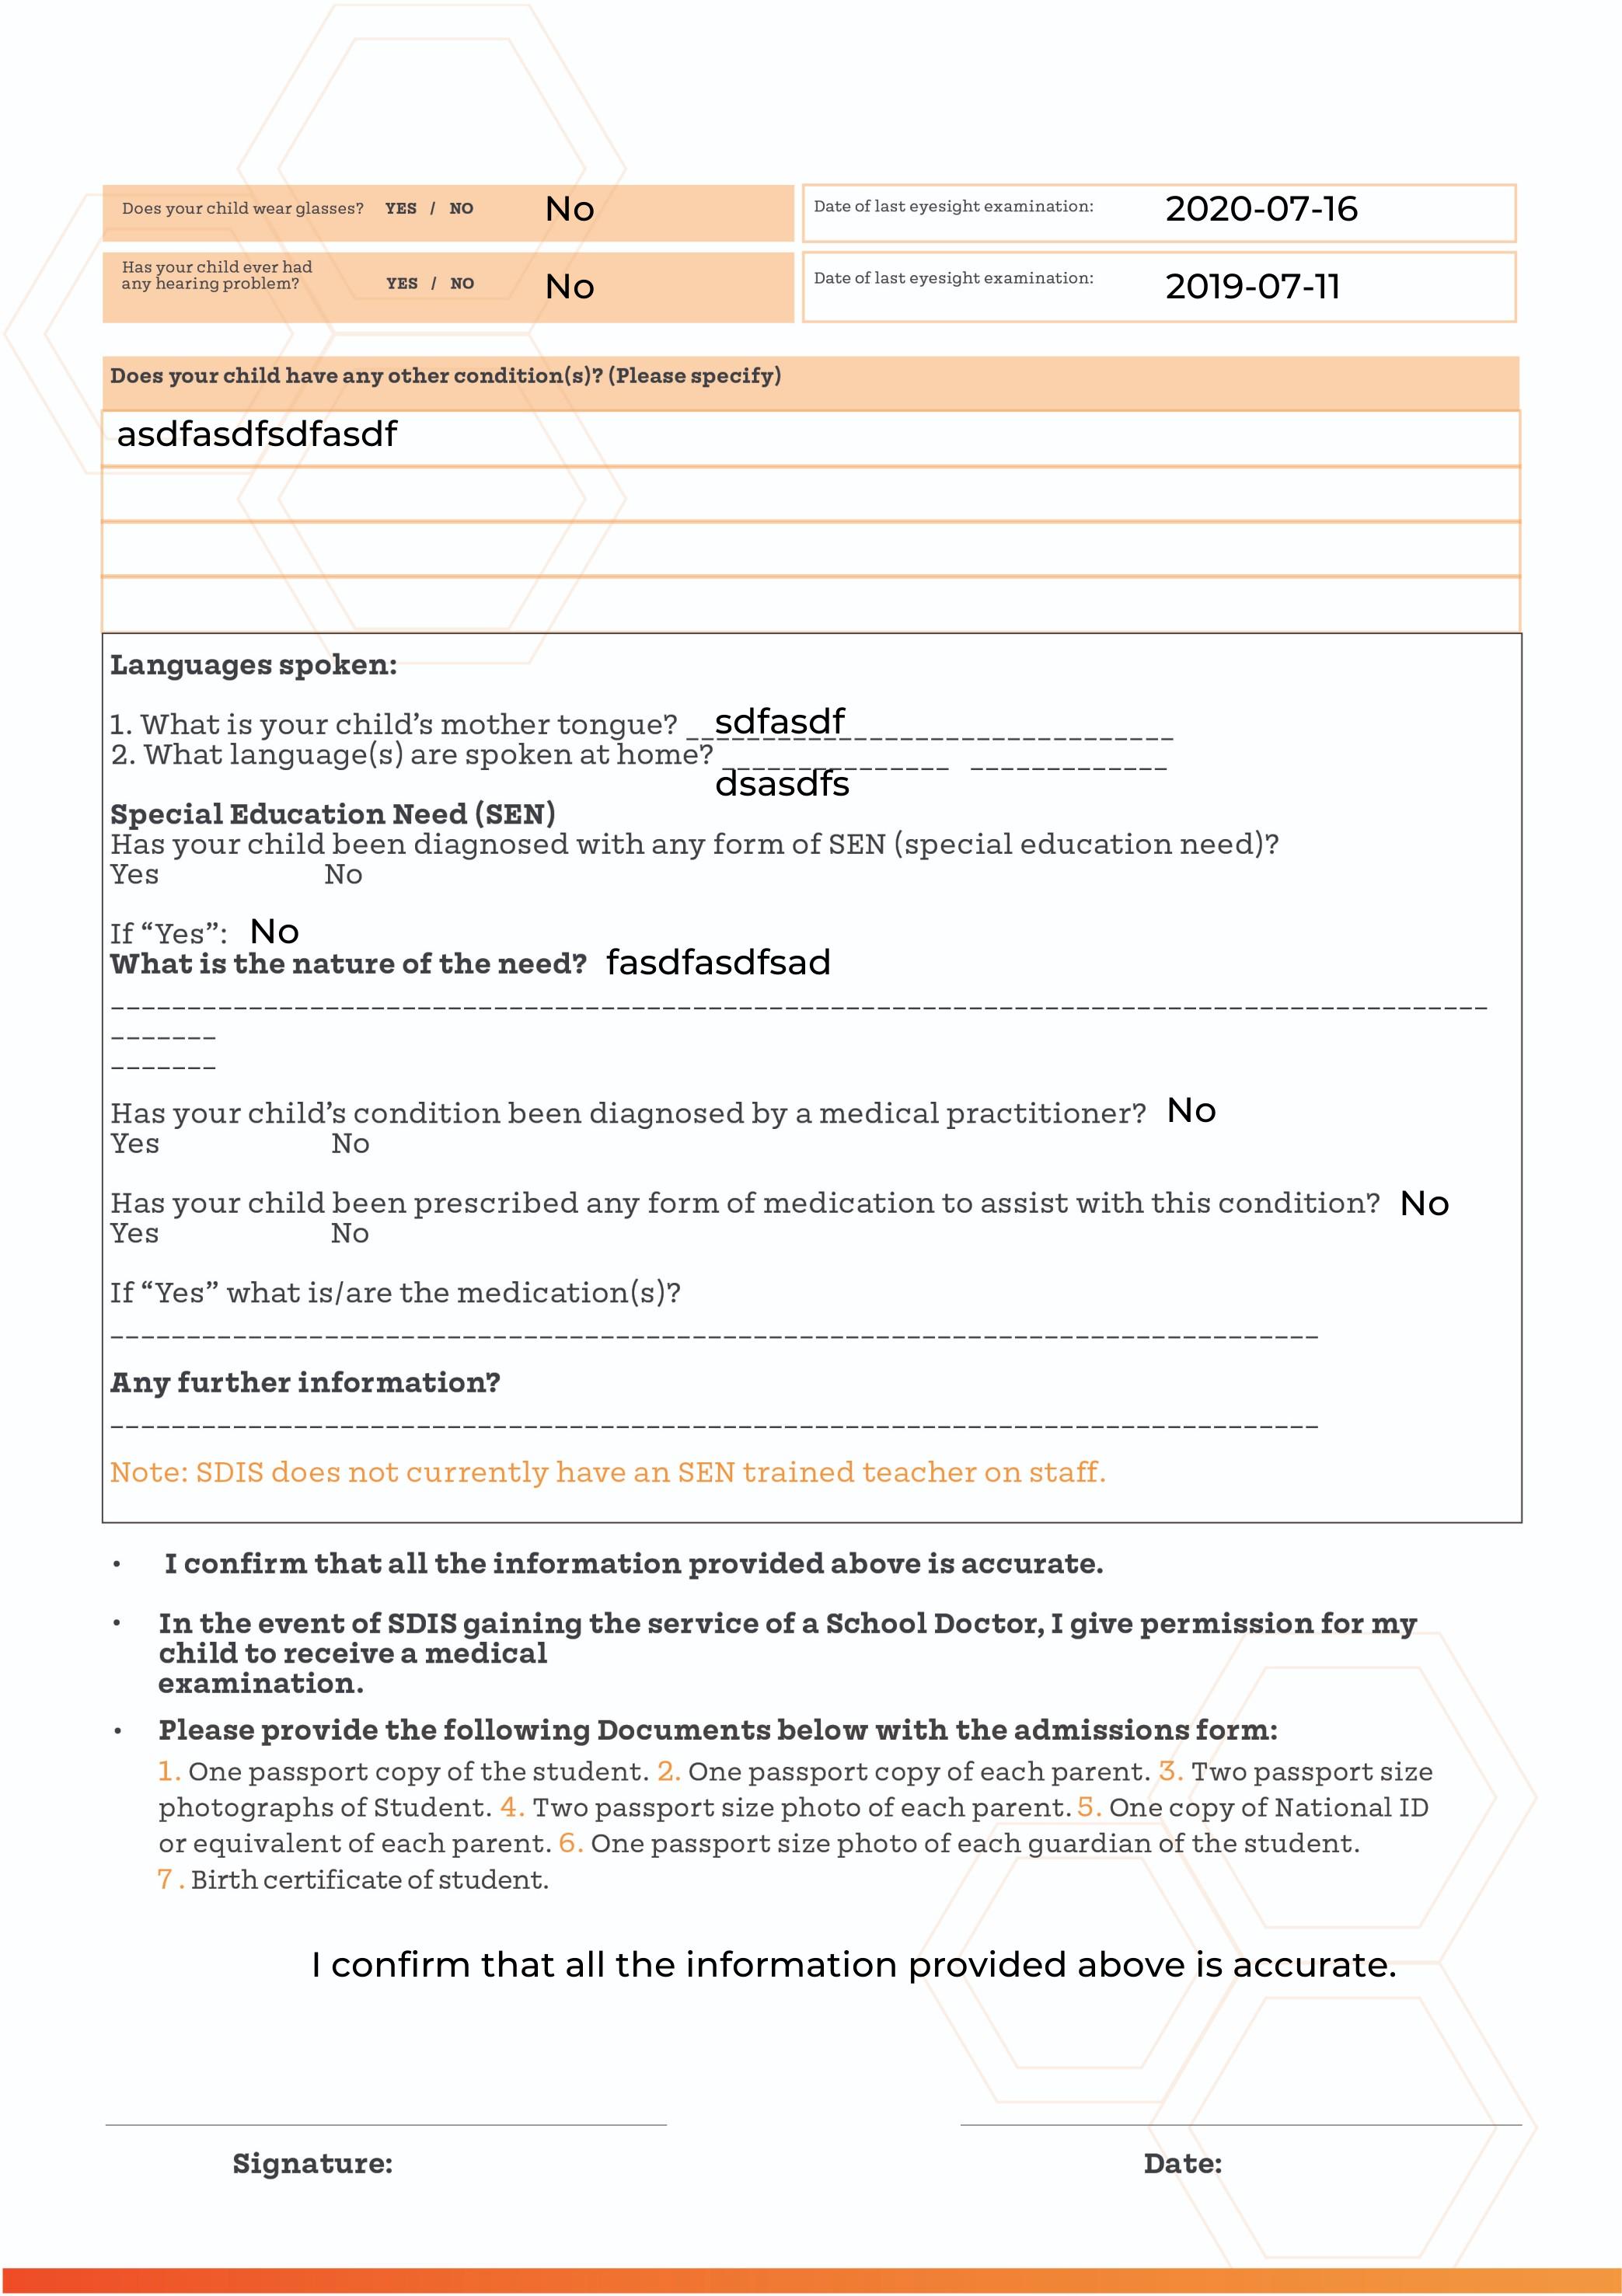 Does your child wear glasses? YES / NO No Date of last eyesight examination: 2020-07-16
Has your child ever had
any hearing problem? YES / NO No Date of last eyesight examination: 2019-07-11
Does your child have any other condition(s)? (Please specify)
asdfasdfsdfasdf
Languages spoken:
1. What is your child’s mother tongue? ________________________________ sdfasdf
2. What language(s) are spoken at home? _______________ _____________
dsasdfs
Special Education Need (SEN)
Has your child been diagnosed with any form of SEN (special education need)?
Yes No
If “Yes”: No
What is the nature of the need? fasdfasdfsad
__________________________________________________________________________________________
_______
_______
Has your child’s condition been diagnosed by a medical practitioner? No
Yes No
Has your child been prescribed any form of medication to assist with this condition? No
Yes No
If “Yes” what is/are the medication(s)?
_______________________________________________________________________________
Any further information?
_______________________________________________________________________________
Note: SDIS does not currently have an SEN trained teacher on staff.
· I confirm that all the information provided above is accurate.
· In the event of SDIS gaining the service of a School Doctor, I give permission for my
child to receive a medical
examination.
· Please provide the following Documents below with the admissions form:
1. One passport copy of the student. 2. One passport copy of each parent. 3. Two passport size
photographs of Student. 4. Two passport size photo of each parent. 5. One copy of National ID
or equivalent of each parent. 6. One passport size photo of each guardian of the student.
7. Birth certificate of student.
I confirm that all the information provided above is accurate.
Signature: Date: